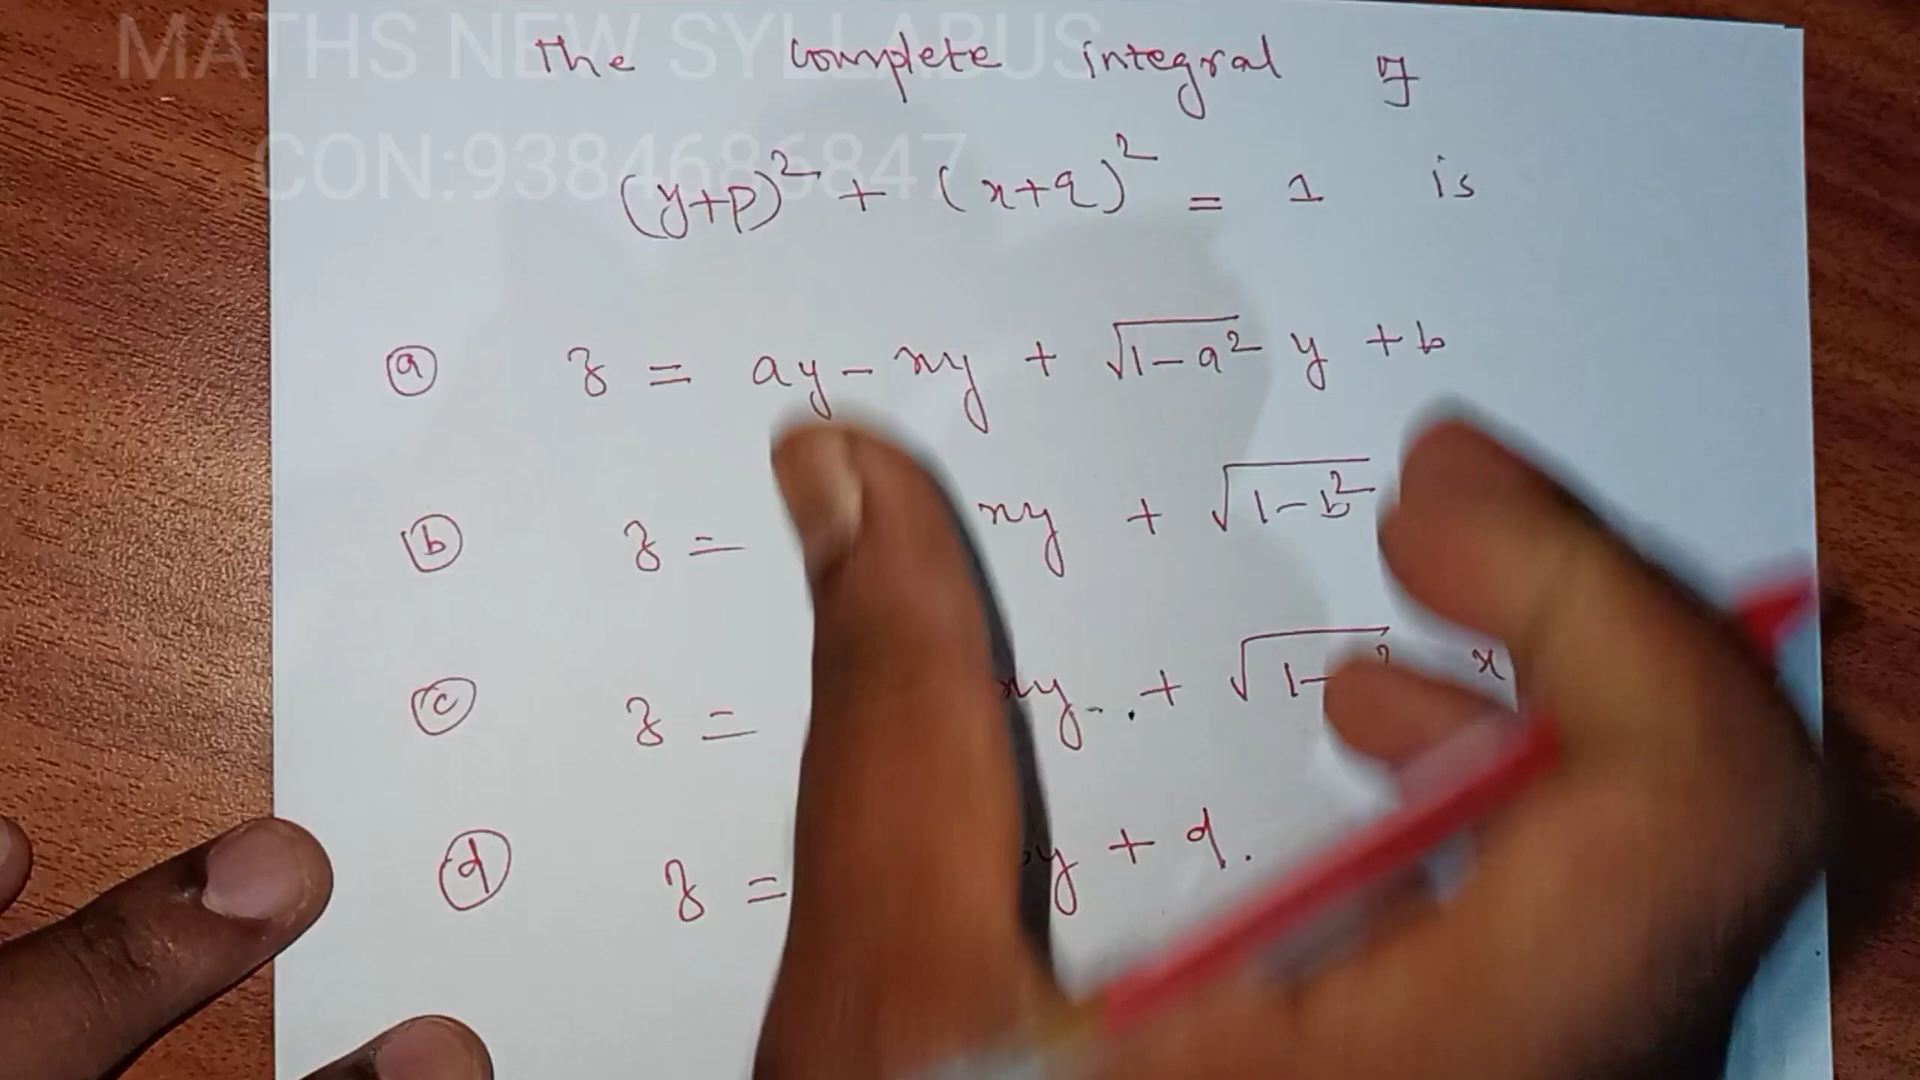 MATHS NEW SYLLABUS
CON:9384686847
The complete integral of
(y+p)² + (x+q)² = 1 is
(a) z = ay - xy + √1-a² y + b
(b) z = xy + √1-b²
(c) z = xy + √1- x
(d) z = y + d.